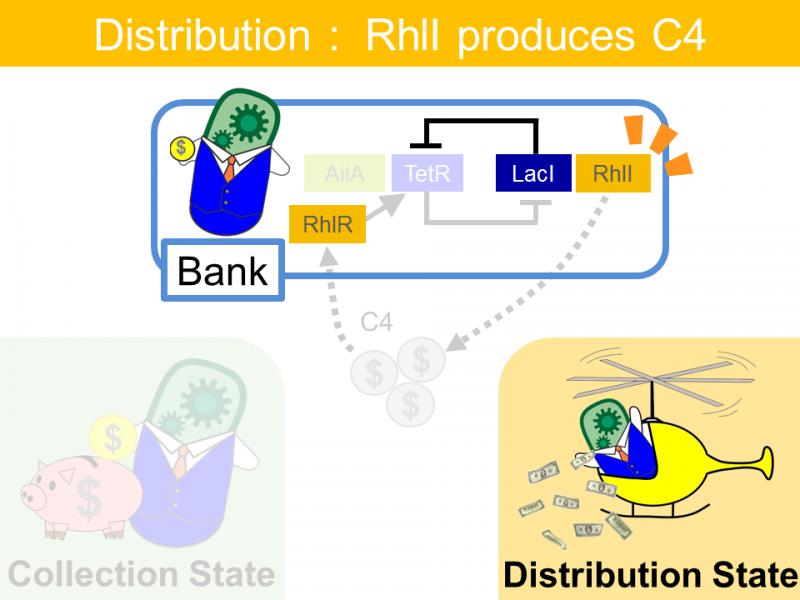 Distribution : RhlI produces C4
$
AiiA TetR LacI RhlI
RhlR
Bank
C4
$ $
$
$
$
Collection State
Distribution State